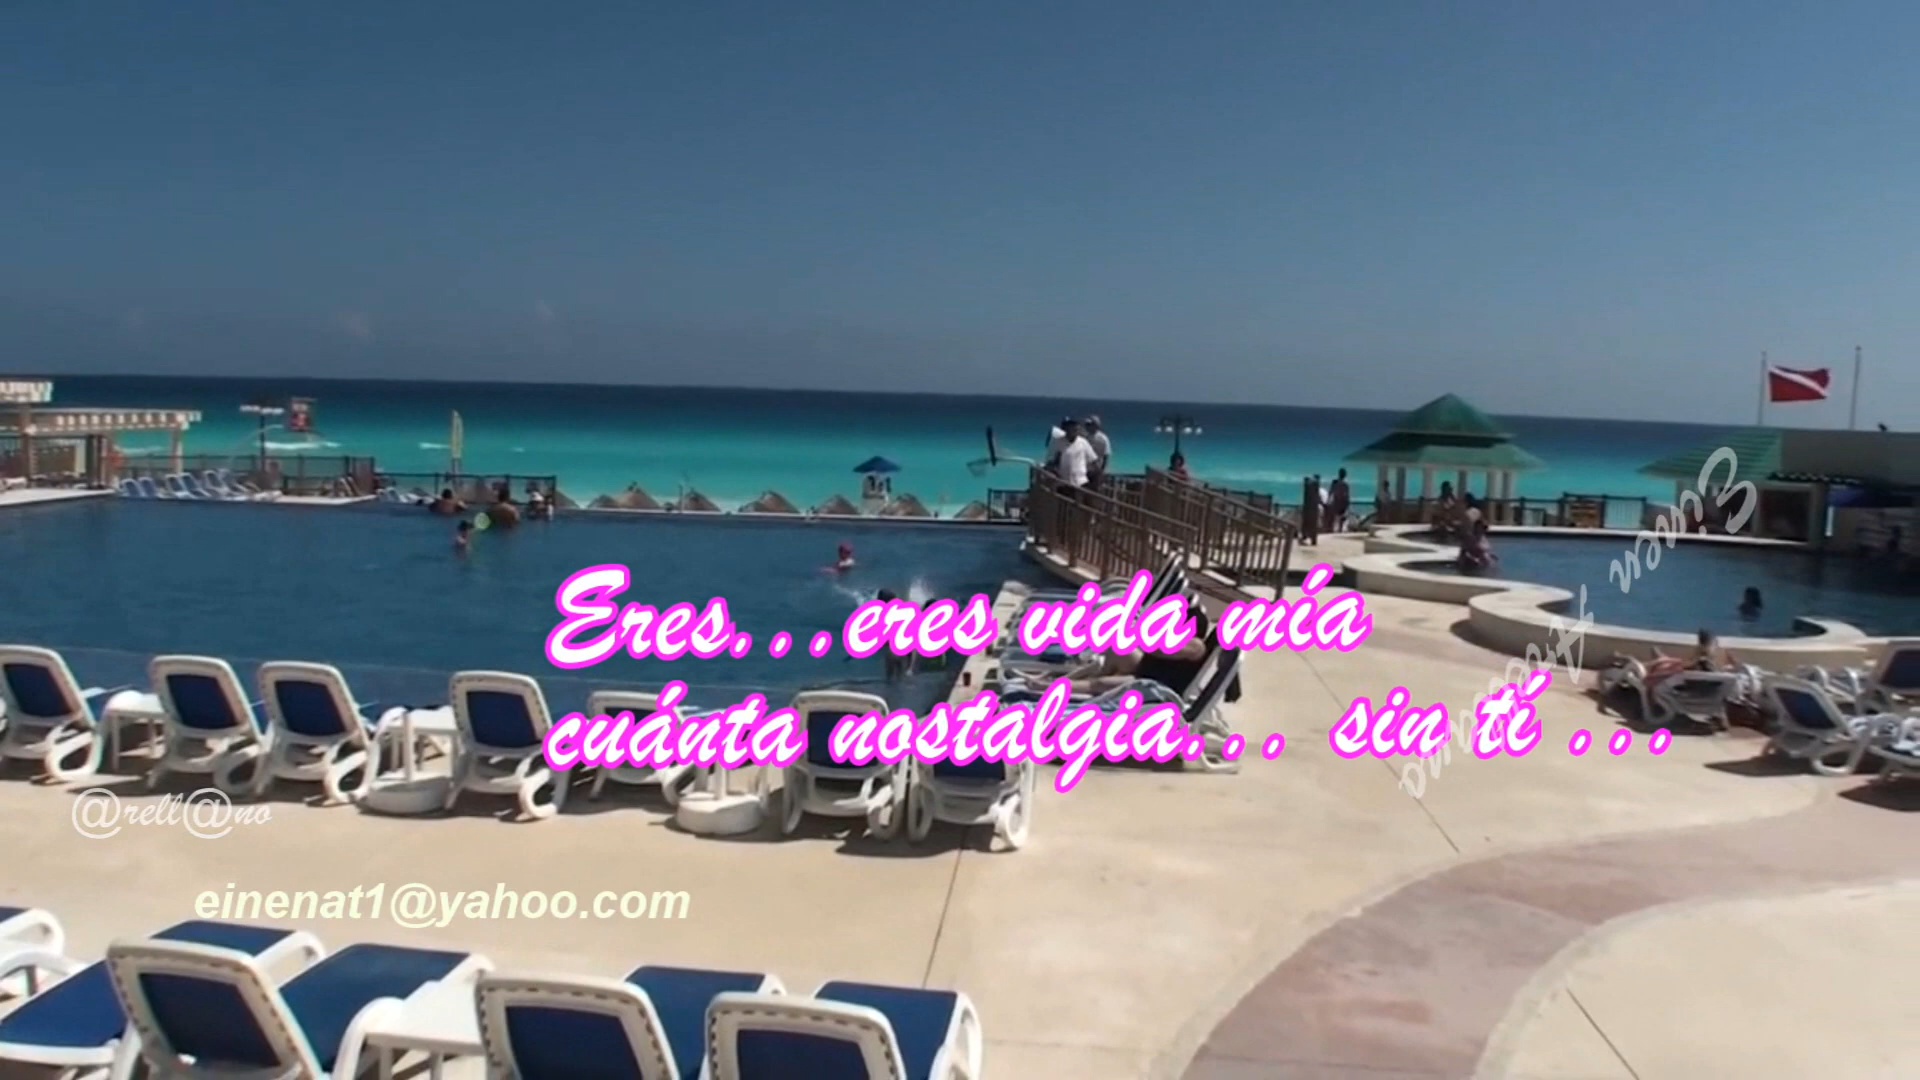 Eres...eres vida mía
cuánta nostalgia... sin tí ...
@rell@no
einenat1@yahoo.com